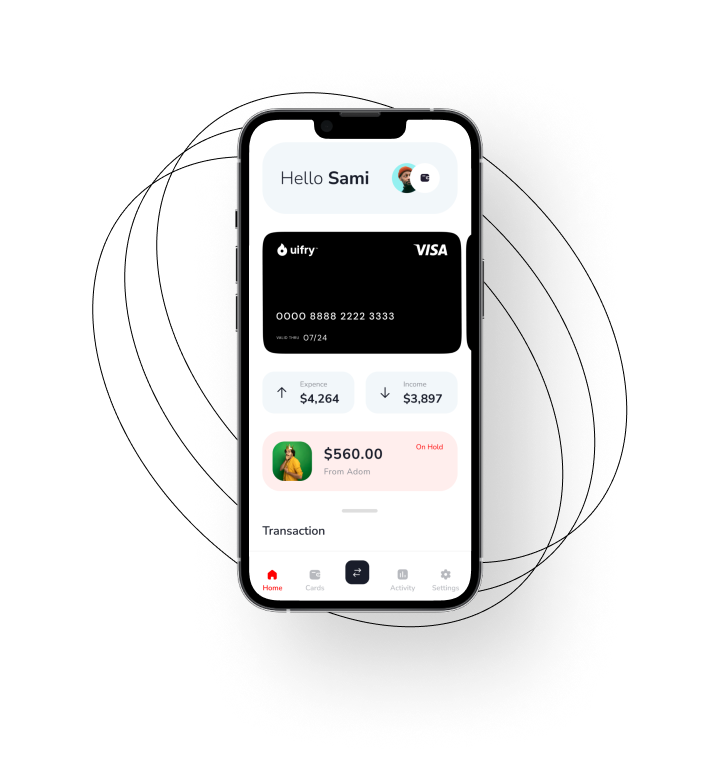 Hello Sami
uifry
VISA
0000 8888 2222 3333
VALID THRU 07/24
Expence
$4,264
Income
$3,897
$560.00
On Hold
From Adom
Transaction
Home
Cards
Activity
Settings